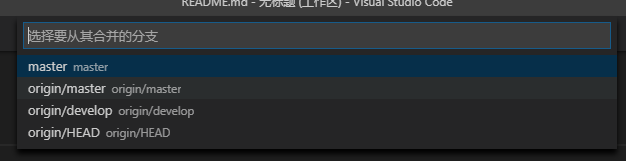 README.md - 无标题 (工作区) - Visual Studio Code
选择要从其合并的分支
master master
origin/master origin/master
origin/develop origin/develop
origin/HEAD origin/HEAD